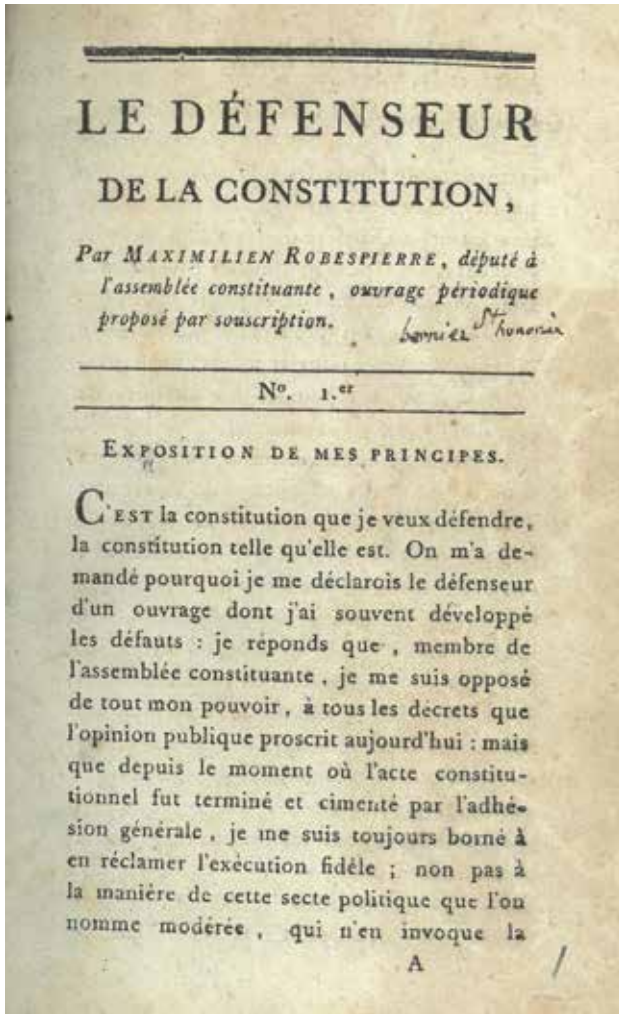 LE DÉFENSEUR
DE LA CONSTITUTION,
Par MAXIMILIEN ROBESPIERRE, député à
l'assemblée constituante, ouvrage périodique
proposé par souscription.
Nº. 1.er
EXPOSITION DE MES PRINCIPES.
C'EST la constitution que je veux défendre,
la constitution telle qu'elle est. On m'a de-
mandé pourquoi je me déclarois le défenseur
d'un ouvrage dont j'ai souvent développé
les défauts : je réponds que, membre de
l'assemblée constituante, je me suis opposé
de tout mon pouvoir, à tous les decrets que
l'opinion publique proscrit aujourd'hui : mais
que depuis le moment où l'acte constitu-
tionnel fut terminé et cimenté par l'adhé-
sion générale, je me suis toujours borné à
en réclamer l'exécution fidèle ; non pas à
la manière de cette secte politique que l'on
nomme modérée, qui n'en invoque la
A